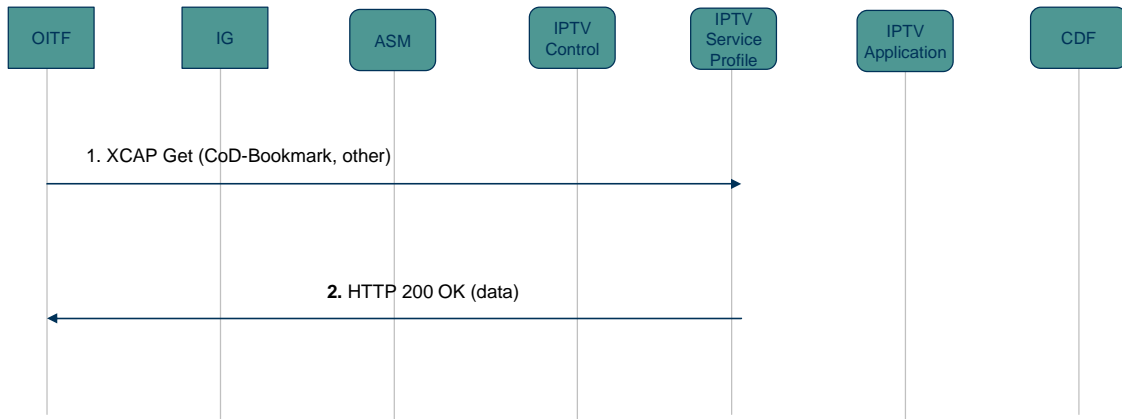 OITF
IG
ASM
IPTV
Control
IPTV
Service
Profile
IPTV
Application
CDF
1. XCAP Get (CoD-Bookmark, other)
2. HTTP 200 OK (data)